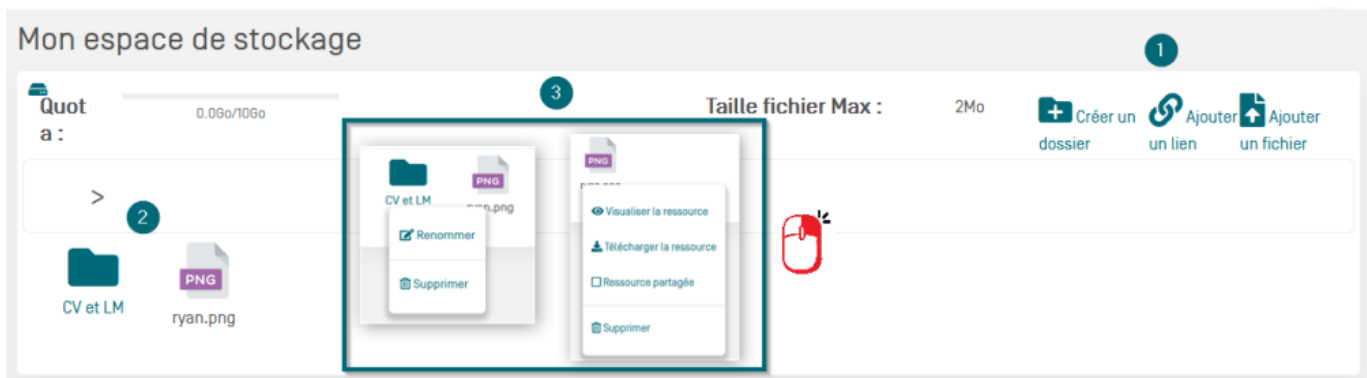 Mon espace de stockage
1
Quot
a :
0.0Go/10Go
3
Taille fichier Max :
2Mo
Créer un
dossier
Ajouter
un lien
Ajouter
un fichier
>
2
CV et LM
PNG
ryan.png
CV et LM
PNG
ryan.png
Renommer
Supprimer
PNG
Visualiser la ressource
Télécharger la ressource
Ressource partagée
Supprimer